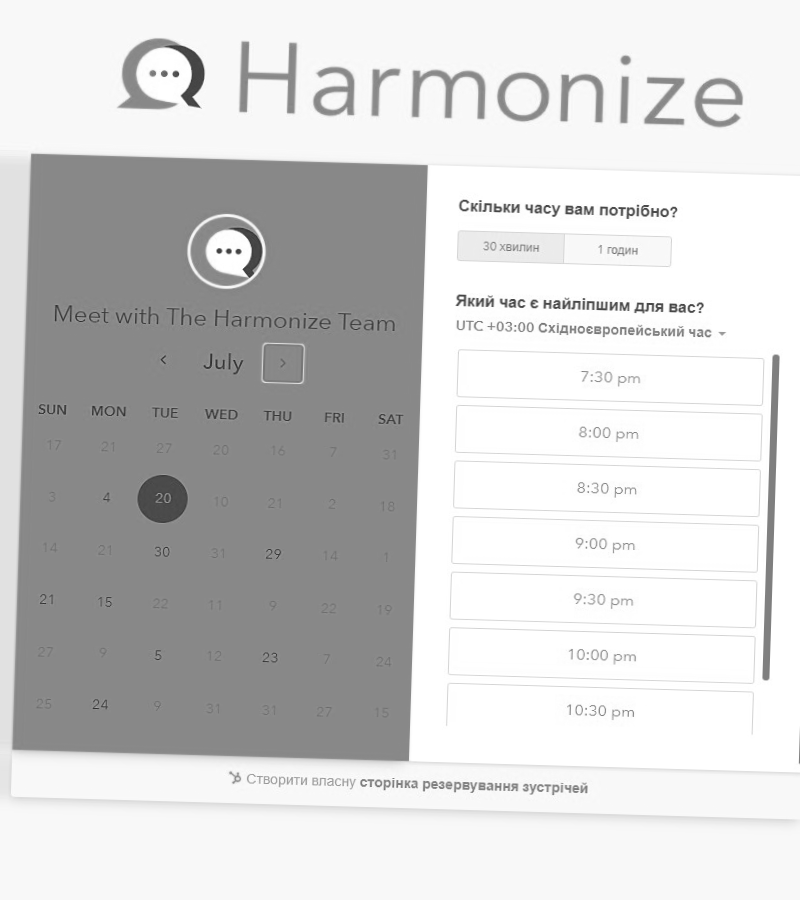 Harmonize
Meet with The Harmonize Team
July
SUN MON TUE WED THU FRI SAT
17 21 27 20 16 7 31
3 4 20 10 21 2 18
14 21 30 31 29 14 1
21 15 22 11 9 22 19
27 9 5 12 23 7 24
25 24 9 31 31 27 15
Скільки часу вам потрібно?
30 хвилин 1 годин
Який час є найліпшим для вас?
UTC +03:00 Східноєвропейський час
7:30 pm
8:00 pm
8:30 pm
9:00 pm
9:30 pm
10:00 pm
10:30 pm
Створити власну сторінка резервування зустрічей